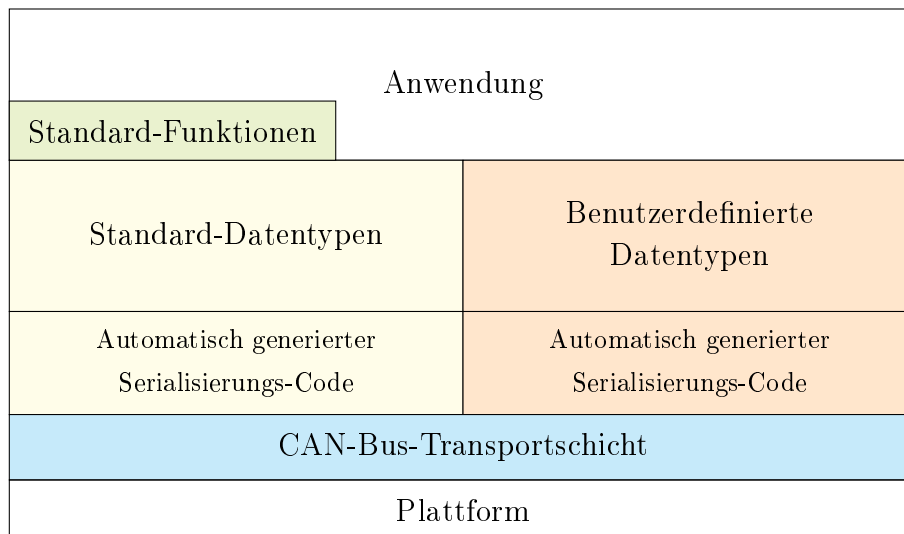 Anwendung
Standard-Funktionen
Standard-Datentypen
Benutzerdefinierte
Datentypen
Automatisch generierter
Serialisierungs-Code
Automatisch generierter
Serialisierungs-Code
CAN-Bus-Transportschicht
Plattform